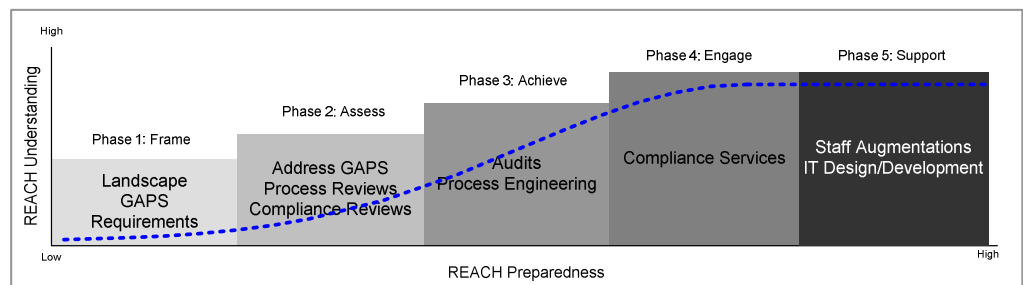 High
REACH Understanding
Phase 1: Frame
Landscape
GAPS
Requirements
Phase 2: Assess
Address GAPS
Process Reviews
Compliance Reviews
Phase 3: Achieve
Audits
Process Engineering
Phase 4: Engage
Compliance Services
Phase 5: Support
Staff Augmentations
IT Design/Development
Low
High
REACH Preparedness